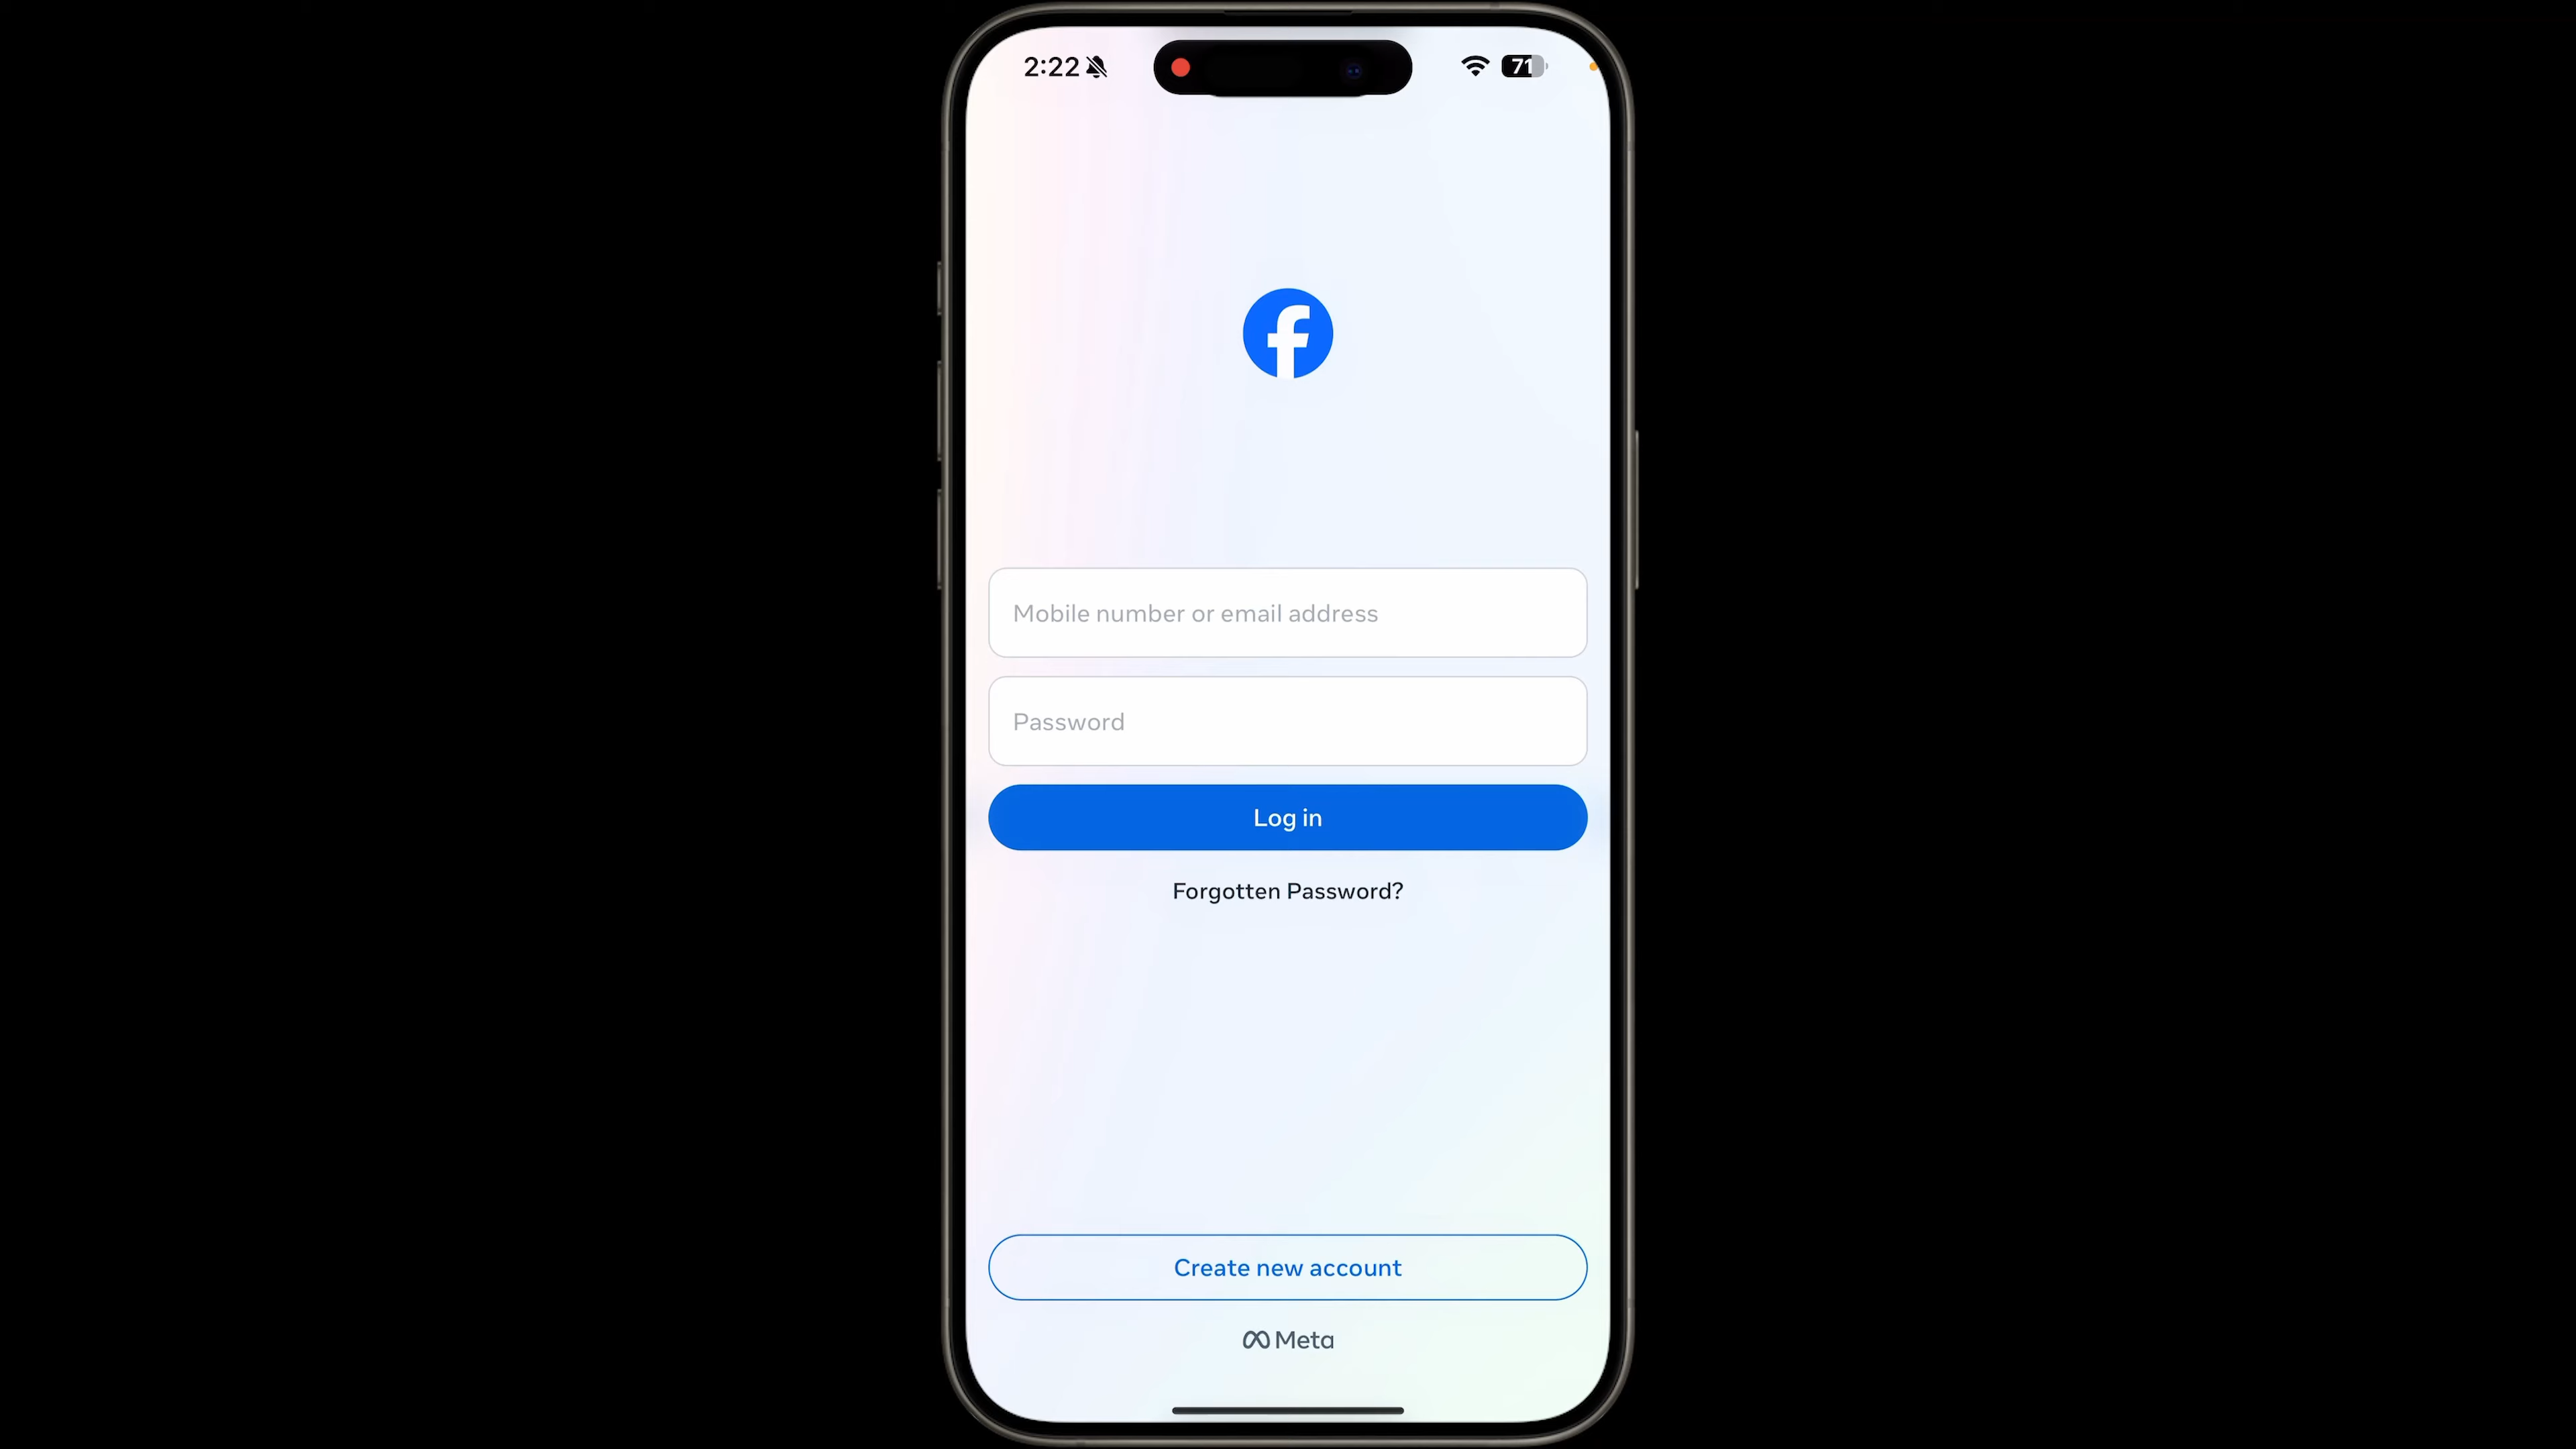 2:22
71
Mobile number or email address
Password
Log in
Forgotten Password?
Create new account
Meta